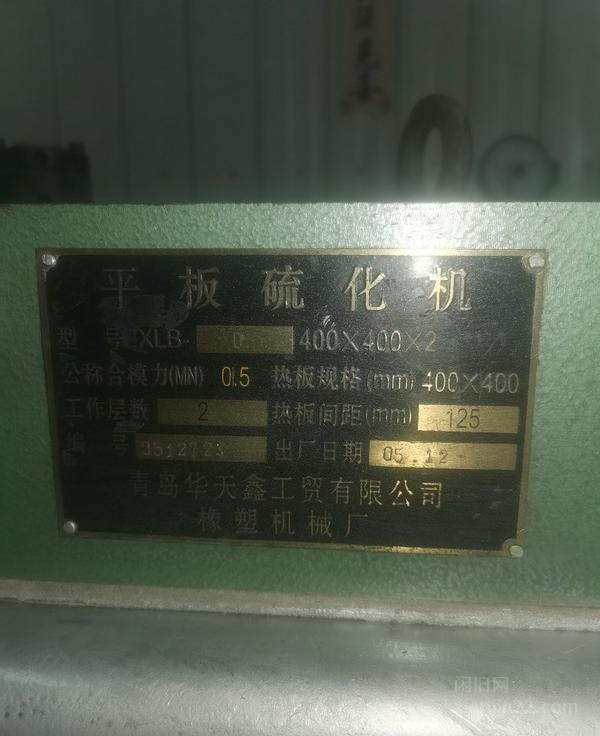 平板硫化机
型号 XLB- 0 400×400×2
公称合模力(MN) 0.5 热板规格(mm) 400×400
工作层数 2 热板间距(mm) 125
编号 0512723 出厂日期 05.12
青岛华天鑫工贸有限公司
橡塑机械厂
闲旧网